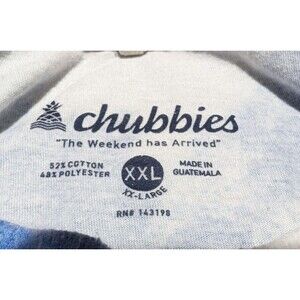 chubbies
"The Weekend has Arrived"
52% COTTON
48% POLYESTER
XXL
XX-LARGE
MADE IN
GUATEMALA
RN# 143198